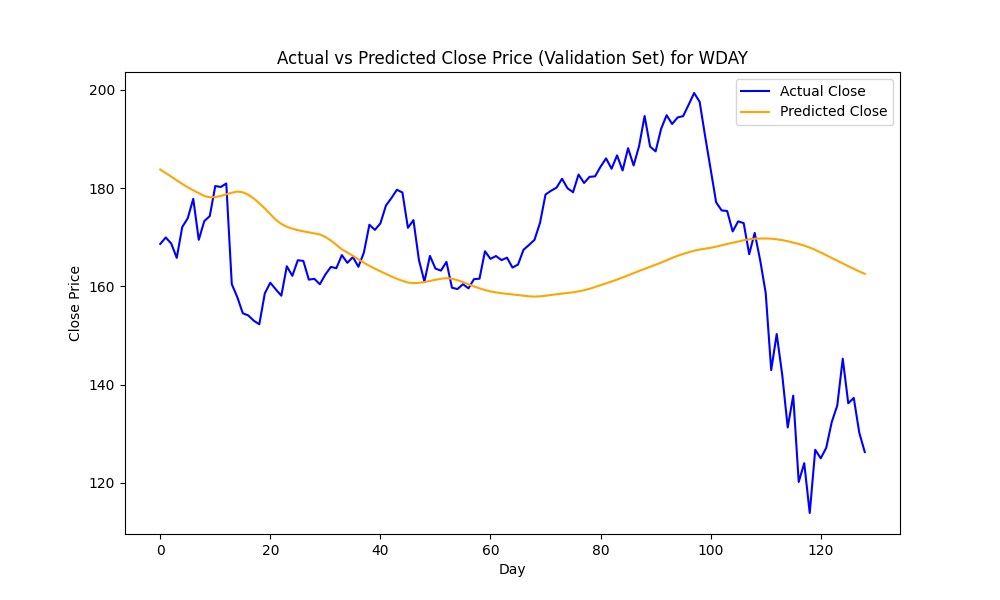 Actual vs Predicted Close Price (Validation Set) for WDAY
Actual Close
Predicted Close
Close Price
200
180
160
140
120
0 20 40 60 80 100 120
Day